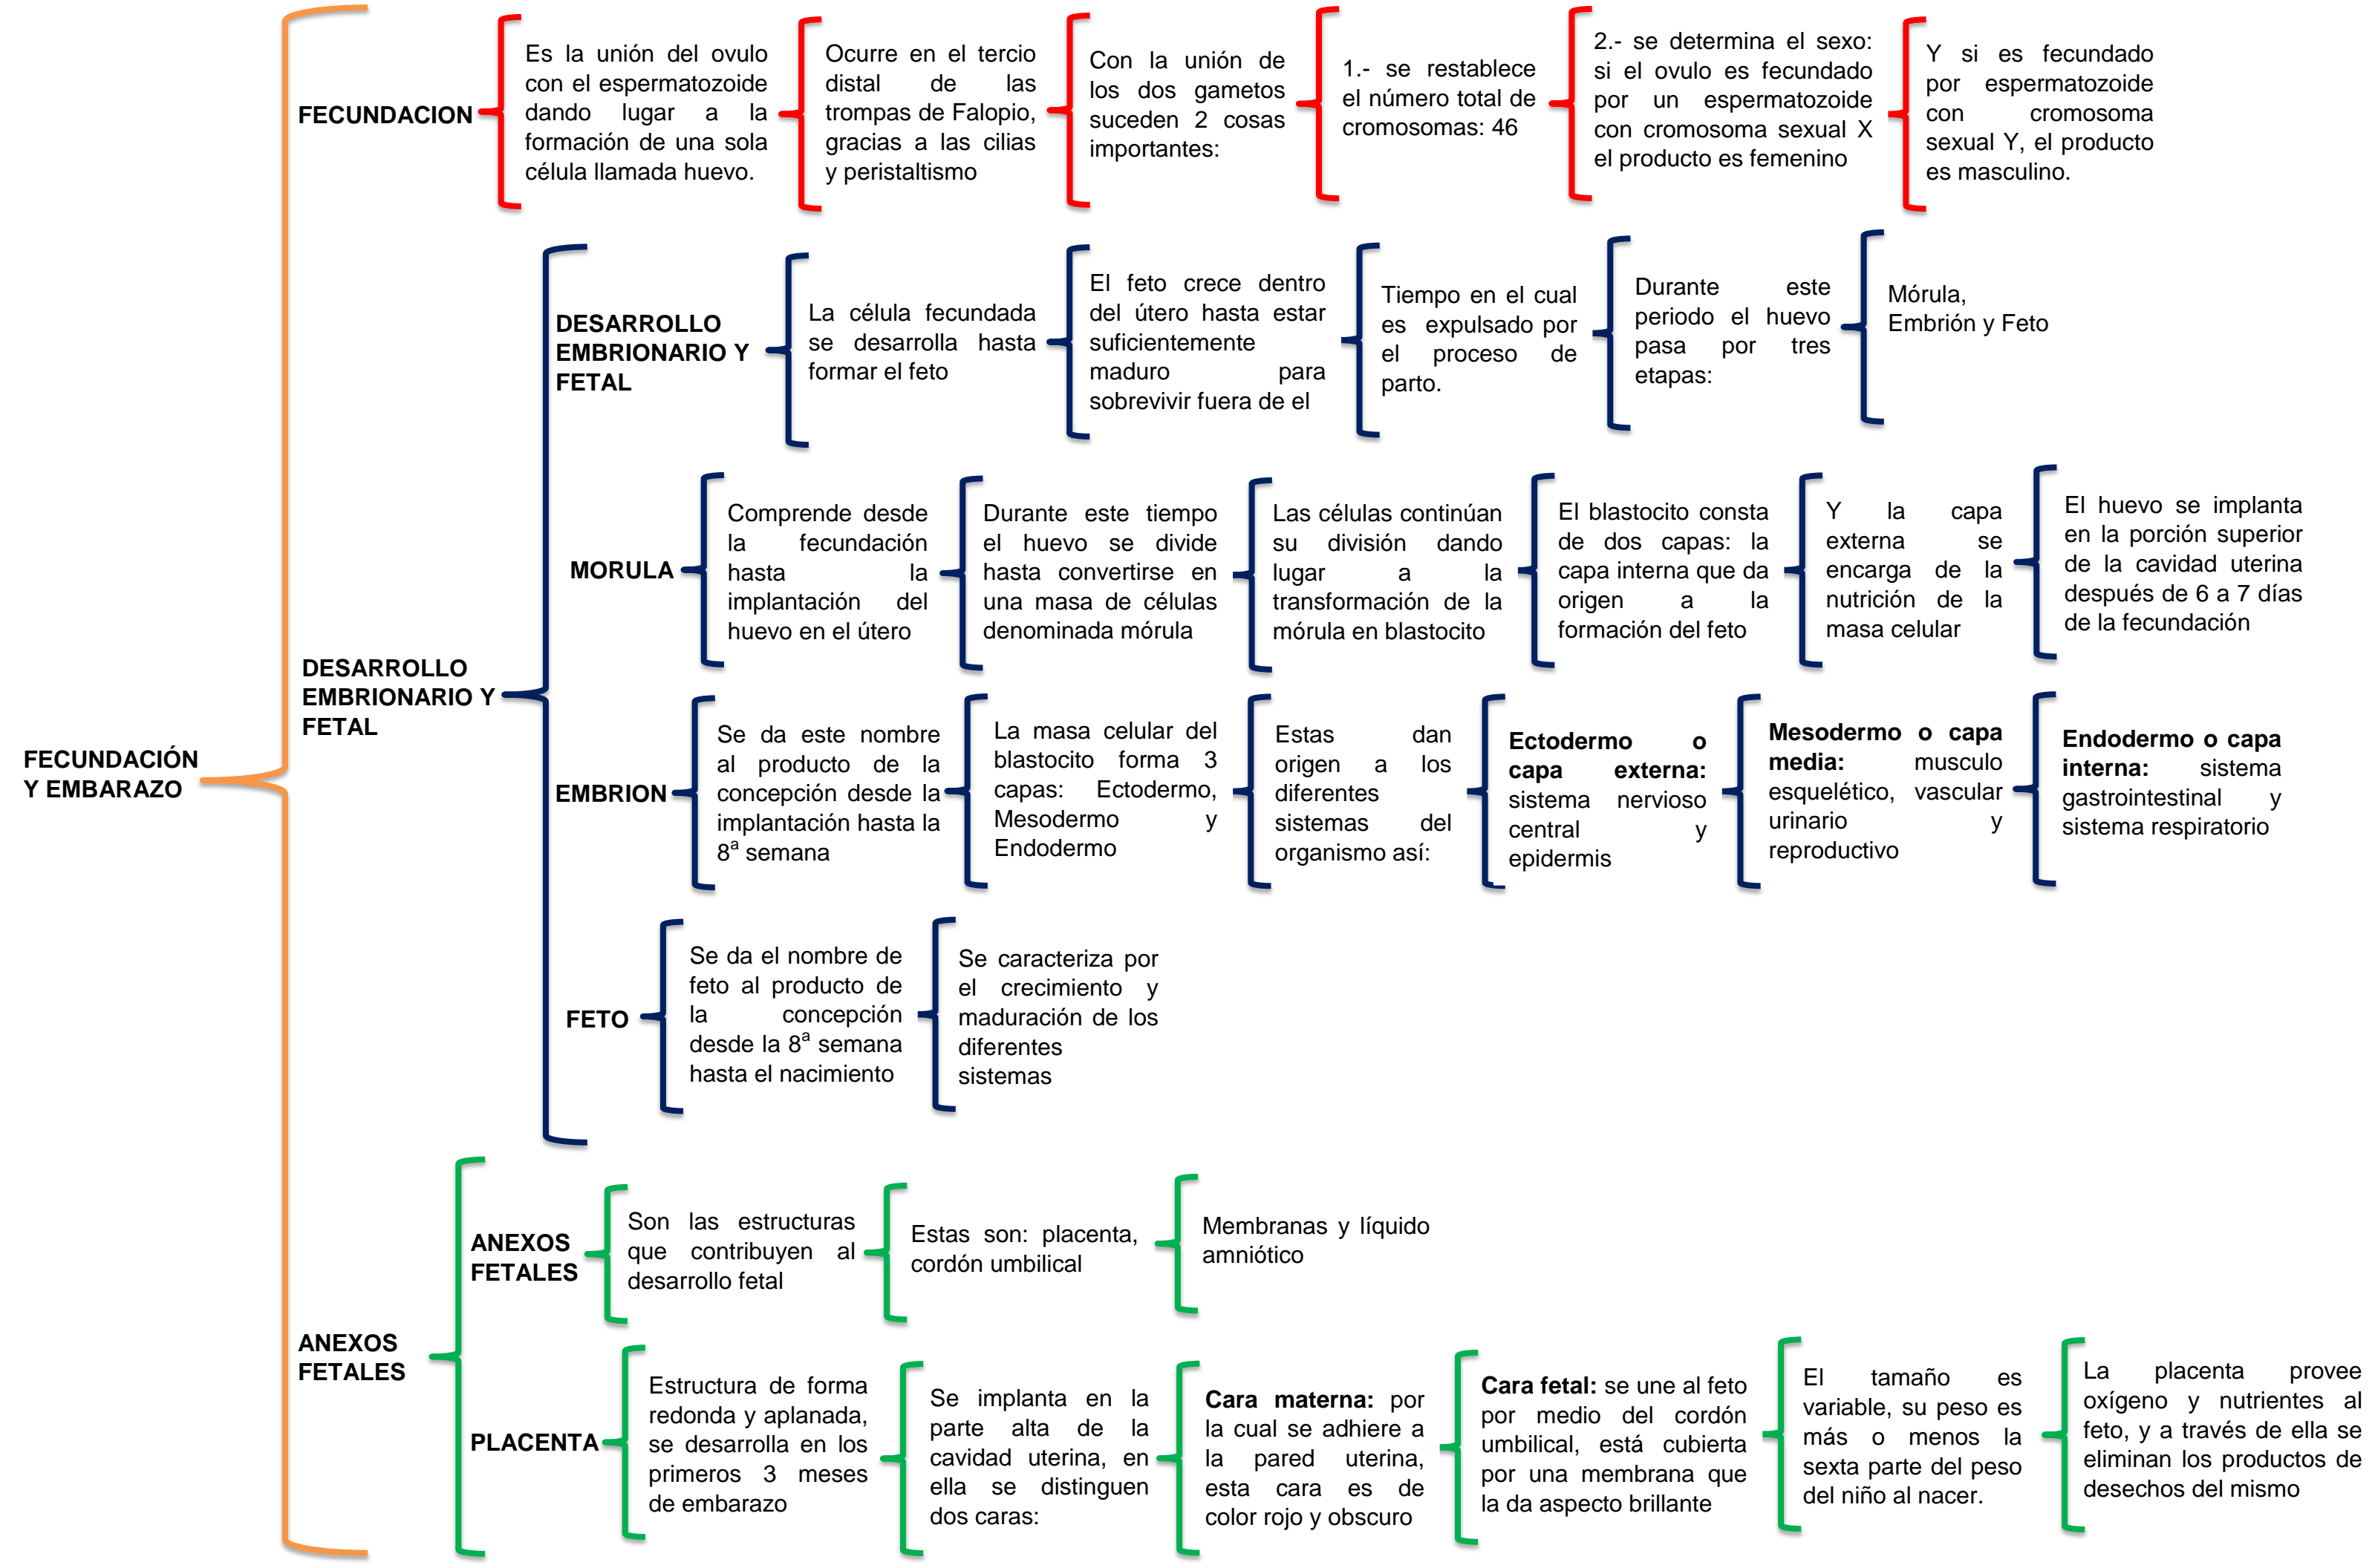 FECUNDACIÓN
Y EMBARAZO
FECUNDACION
Es la unión del ovulo
con el espermatozoide
dando lugar a la
formación de una sola
célula llamada huevo.
Ocurre en el tercio
distal de las
trompas de Falopio,
gracias a las cilias
y peristaltismo
Con la unión de
los dos gametos
suceden 2 cosas
importantes:
1.- se restablece
el número total de
cromosomas: 46
2.- se determina el sexo:
si el ovulo es fecundado
por un espermatozoide
con cromosoma sexual X
el producto es femenino
Y si es fecundado
por espermatozoide
con cromosoma
sexual Y, el producto
es masculino.
DESARROLLO
EMBRIONARIO Y
FETAL
DESARROLLO
EMBRIONARIO Y
FETAL
La célula fecundada
se desarrolla hasta
formar el feto
El feto crece dentro
del útero hasta estar
suficientemente
maduro para
sobrevivir fuera de el
Tiempo en el cual
es expulsado por
el proceso de
parto.
Durante este
periodo el huevo
pasa por tres
etapas:
Mórula,
Embrión y Feto
MORULA
Comprende desde
la fecundación
hasta la
implantación del
huevo en el útero
Durante este tiempo
el huevo se divide
hasta convertirse en
una masa de células
denominada mórula
Las células continúan
su división dando
lugar a la
transformación de la
mórula en blastocito
El blastocito consta
de dos capas: la
capa interna que da
origen a la
formación del feto
Y la capa
externa se
encarga de la
nutrición de la
masa celular
El huevo se implanta
en la porción superior
de la cavidad uterina
después de 6 a 7 días
de la fecundación
EMBRION
Se da este nombre
al producto de la
concepción desde la
implantación hasta la
8ª semana
La masa celular del
blastocito forma 3
capas: Ectodermo,
Mesodermo y
Endodermo
Estas dan
origen a los
diferentes
sistemas del
organismo así:
Ectodermo o
capa externa:
sistema nervioso
central y
epidermis
Mesodermo o capa
media: musculo
esquelético, vascular
urinario y
reproductivo
Endodermo o capa
interna: sistema
gastrointestinal y
sistema respiratorio
FETO
Se da el nombre de
feto al producto de
la concepción
desde la 8ª semana
hasta el nacimiento
Se caracteriza por
el crecimiento y
maduración de los
diferentes
sistemas
ANEXOS
FETALES
ANEXOS
FETALES
Son las estructuras
que contribuyen al
desarrollo fetal
Estas son: placenta,
cordón umbilical
Membranas y líquido
amniótico
PLACENTA
Estructura de forma
redonda y aplanada,
se desarrolla en los
primeros 3 meses
de embarazo
Se implanta en la
parte alta de la
cavidad uterina, en
ella se distinguen
dos caras:
Cara materna: por
la cual se adhiere a
la pared uterina,
esta cara es de
color rojo y obscuro
Cara fetal: se une al feto
por medio del cordón
umbilical, está cubierta
por una membrana que
la da aspecto brillante
El tamaño es
variable, su peso es
más o menos la
sexta parte del peso
del niño al nacer.
La placenta provee
oxígeno y nutrientes al
feto, y a través de ella se
eliminan los productos de
desechos del mismo